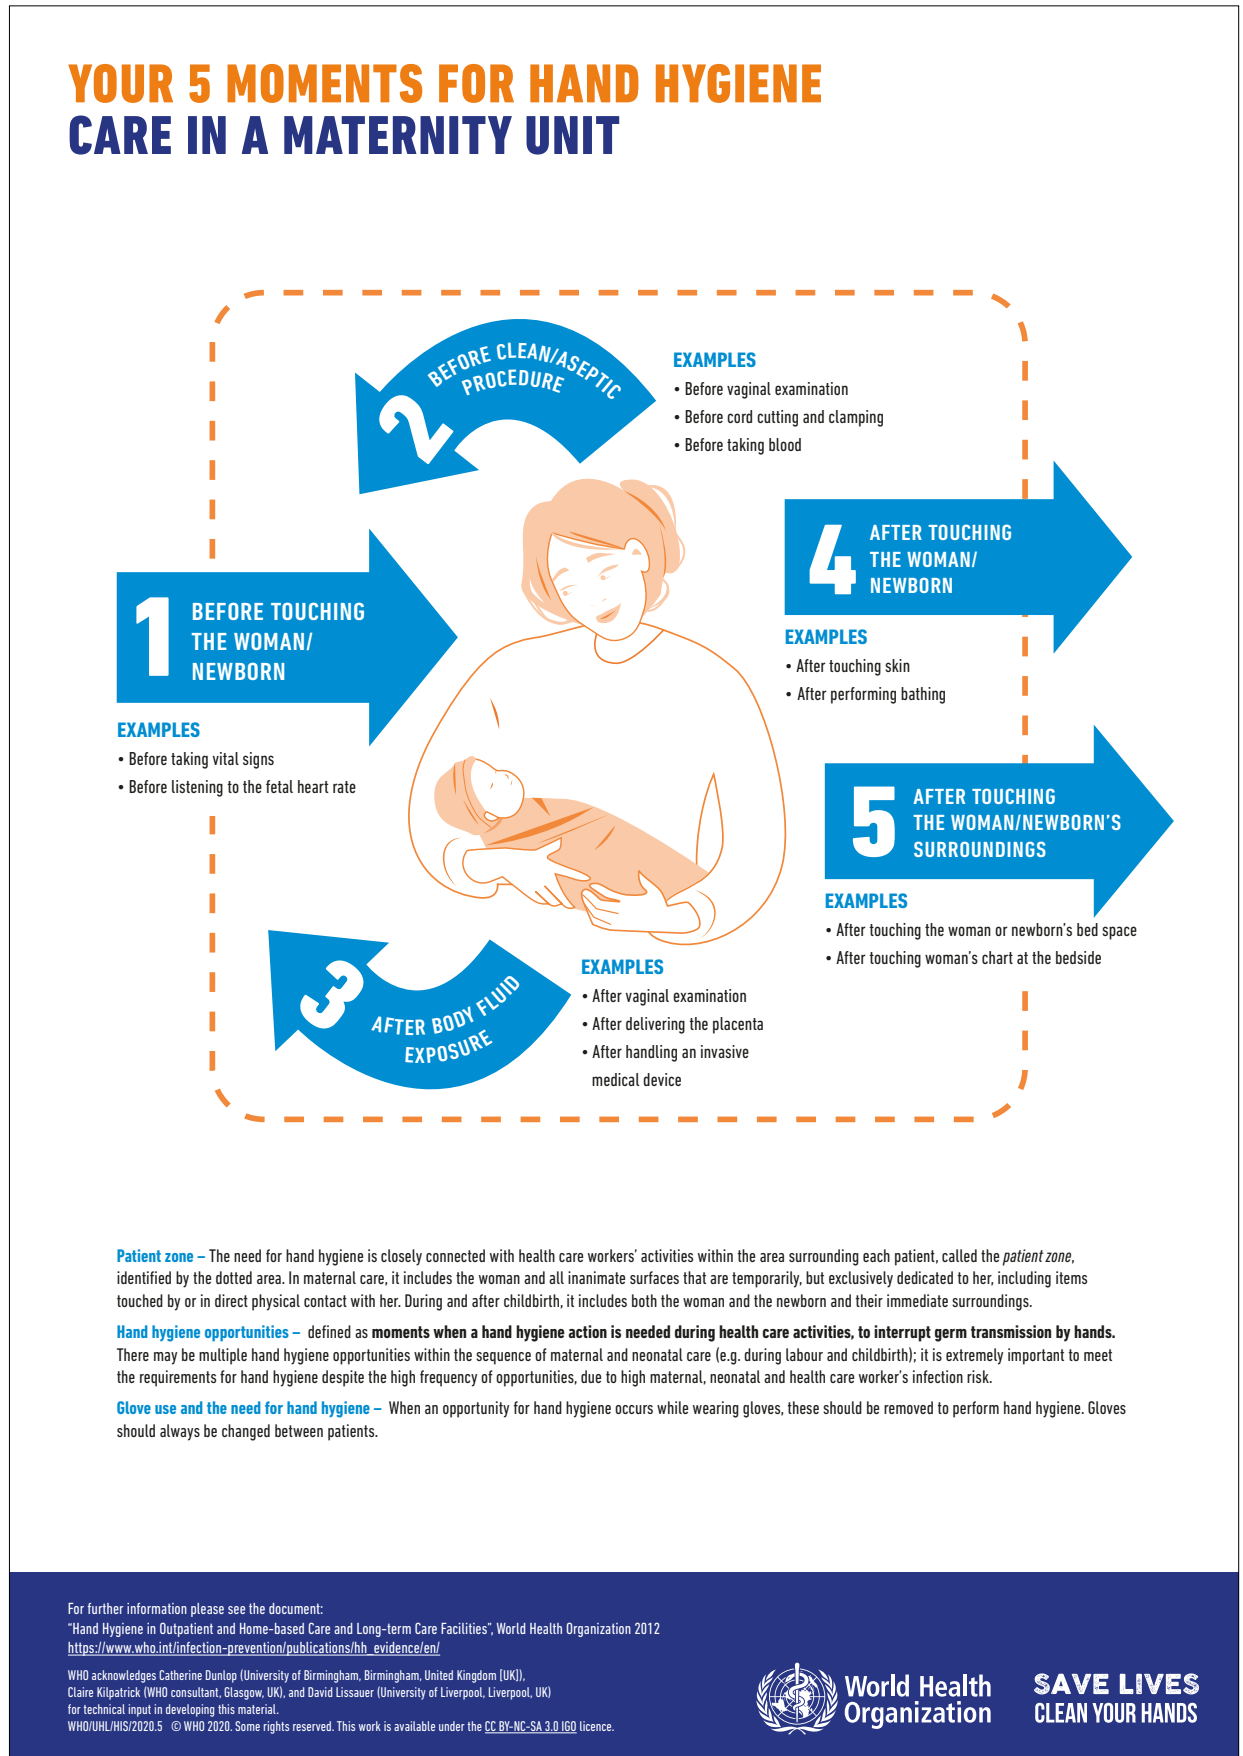 YOUR 5 MOMENTS FOR HAND HYGIENE
CARE IN A MATERNITY UNIT
2
BEFORE CLEAN/ASEPTIC
PROCEDURE
EXAMPLES
• Before vaginal examination
• Before cord cutting and clamping
• Before taking blood
1
BEFORE TOUCHING
THE WOMAN/
NEWBORN
EXAMPLES
• Before taking vital signs
• Before listening to the fetal heart rate
4
AFTER TOUCHING
THE WOMAN/
NEWBORN
EXAMPLES
• After touching skin
• After performing bathing
5
AFTER TOUCHING
THE WOMAN/NEWBORN'S
SURROUNDINGS
EXAMPLES
• After touching the woman or newborn's bed space
• After touching woman's chart at the bedside
3
AFTER BODY FLUID
EXPOSURE
EXAMPLES
• After vaginal examination
• After delivering the placenta
• After handling an invasive
medical device
Patient zone – The need for hand hygiene is closely connected with health care workers' activities within the area surrounding each patient, called the patient zone,
identified by the dotted area. In maternal care, it includes the woman and all inanimate surfaces that are temporarily, but exclusively dedicated to her, including items
touched by or in direct physical contact with her. During and after childbirth, it includes both the woman and the newborn and their immediate surroundings.
Hand hygiene opportunities – defined as moments when a hand hygiene action is needed during health care activities, to interrupt germ transmission by hands.
There may be multiple hand hygiene opportunities within the sequence of maternal and neonatal care (e.g. during labour and childbirth); it is extremely important to meet
the requirements for hand hygiene despite the high frequency of opportunities, due to high maternal, neonatal and health care worker's infection risk.
Glove use and the need for hand hygiene – When an opportunity for hand hygiene occurs while wearing gloves, these should be removed to perform hand hygiene. Gloves
should always be changed between patients.
For further information please see the document:
"Hand Hygiene in Outpatient and Home-based Care and Long-term Care Facilities", World Health Organization 2012
https://www.who.int/infection-prevention/publications/hh_evidence/en/
WHO acknowledges Catherine Dunlop (University of Birmingham, Birmingham, United Kingdom [UK]),
Claire Kilpatrick (WHO consultant, Glasgow, UK), and David Lissauer (University of Liverpool, Liverpool, UK)
for technical input in developing this material.
WHO/UHL/HIS/2020.5 © WHO 2020. Some rights reserved. This work is available under the CC BY-NC-SA 3.0 IGO licence.
World Health
Organization
SAVE LIVES
CLEAN YOUR HANDS